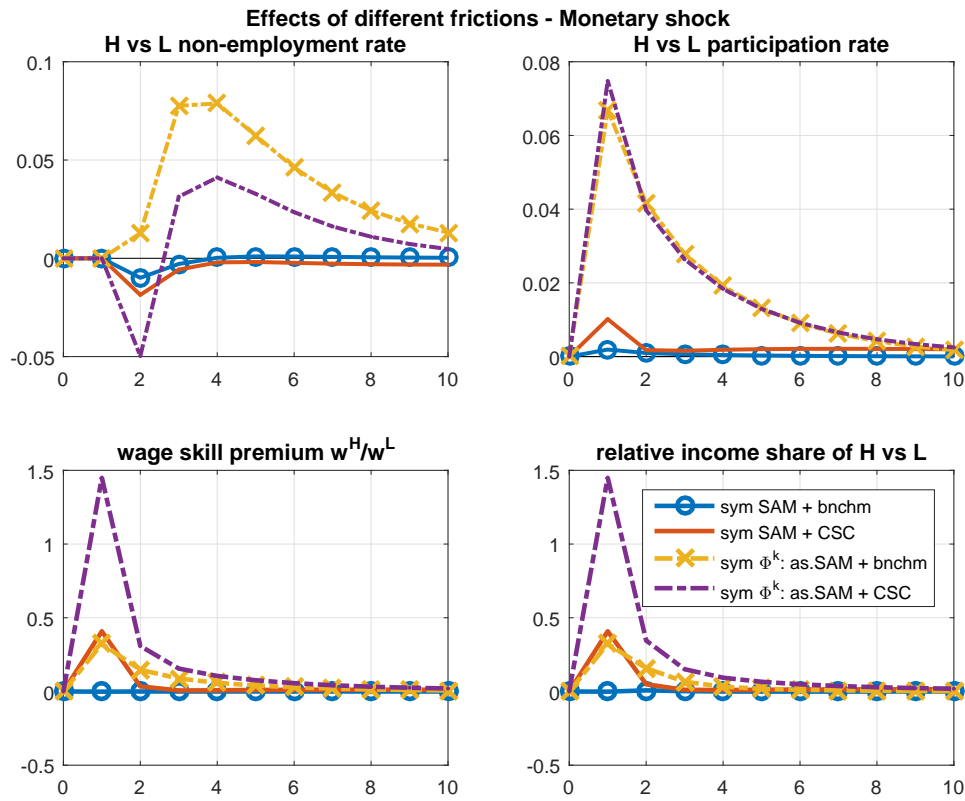 Effects of different frictions - Monetary shock
H vs L non-employment rate
0.1
0.05
0
-0.05
0 2 4 6 8 10
H vs L participation rate
0.08
0.06
0.04
0.02
0
0 2 4 6 8 10
wage skill premium w^H/w^L
1.5
1
0.5
0
-0.5
0 2 4 6 8 10
relative income share of H vs L
1.5
1
0.5
0
-0.5
0 2 4 6 8 10
sym SAM + bnchm
sym SAM + CSC
sym Φ^k: as.SAM + bnchm
sym Φ^k: as.SAM + CSC